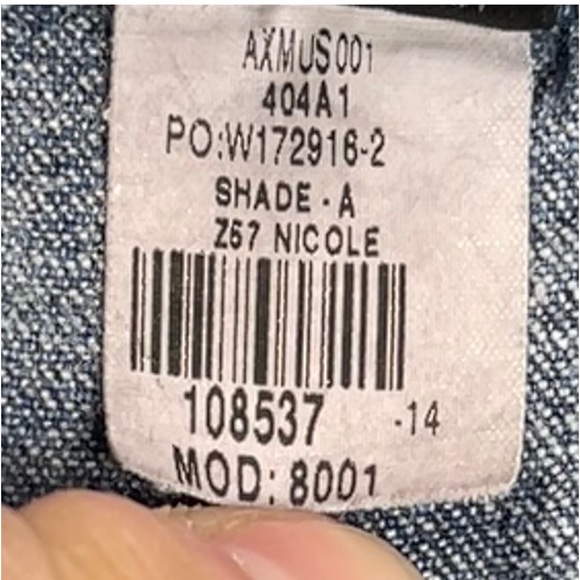 AXMUS001
404A1
PO:W172916-2
SHADE - A
Z57 NICOLE
108537 -14
MOD: 8001